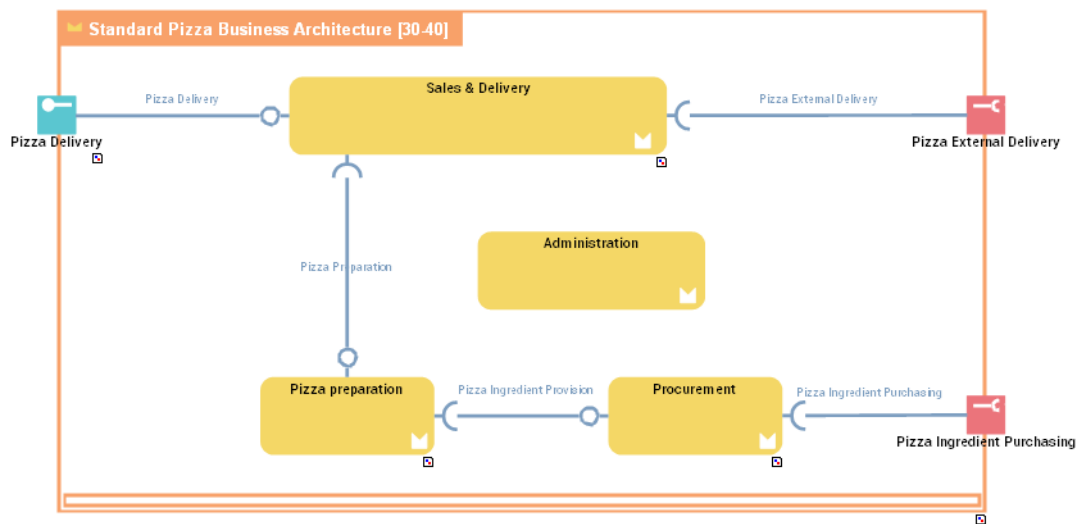 Standard Pizza Business Architecture [30-40]
Sales & Delivery
Pizza Delivery
Pizza External Delivery
Pizza Delivery
Pizza External Delivery
Administration
Pizza Preparation
Pizza preparation
Pizza Ingredient Provision
Procurement
Pizza Ingredient Purchasing
Pizza Ingredient Purchasing